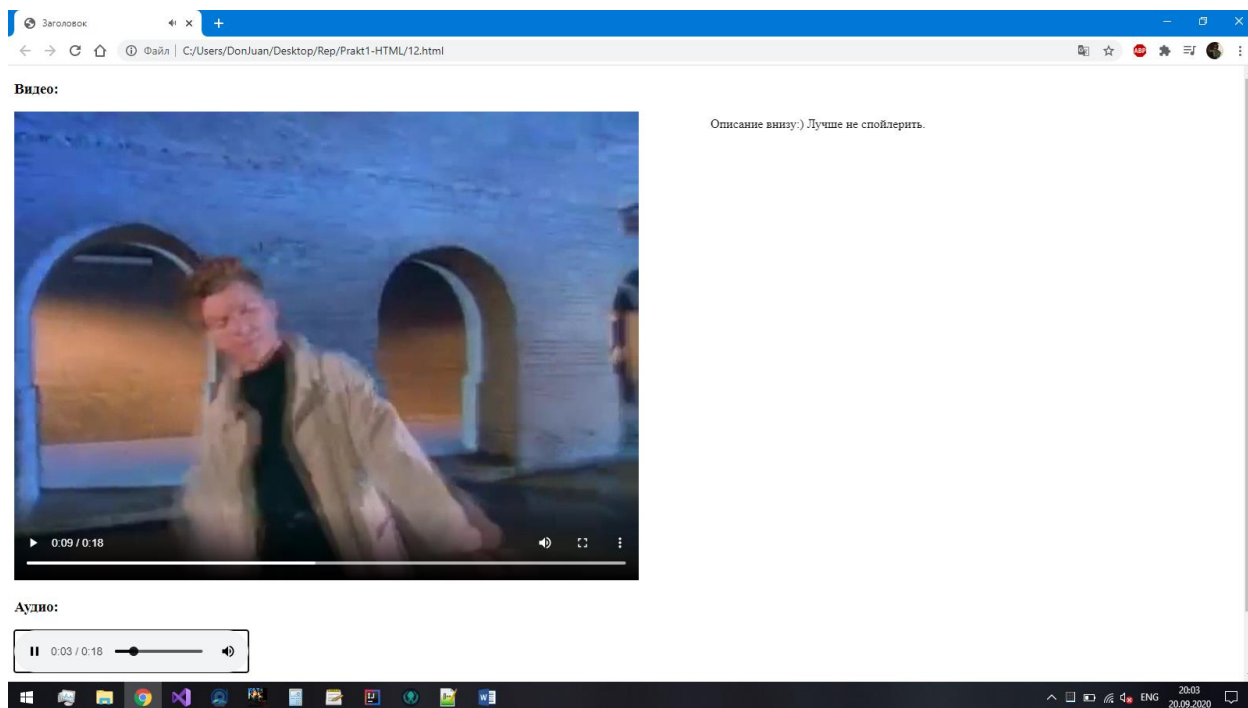 Заголовок
Файл | C:/Users/DonJuan/Desktop/Rep/Prakt1-HTML/12.html
ABP
Видео:
Описание внизу:) Лучше не спойлерить.
0:09 / 0:18
Аудио:
0:03 / 0:18
ENG
20:03
20.09.2020